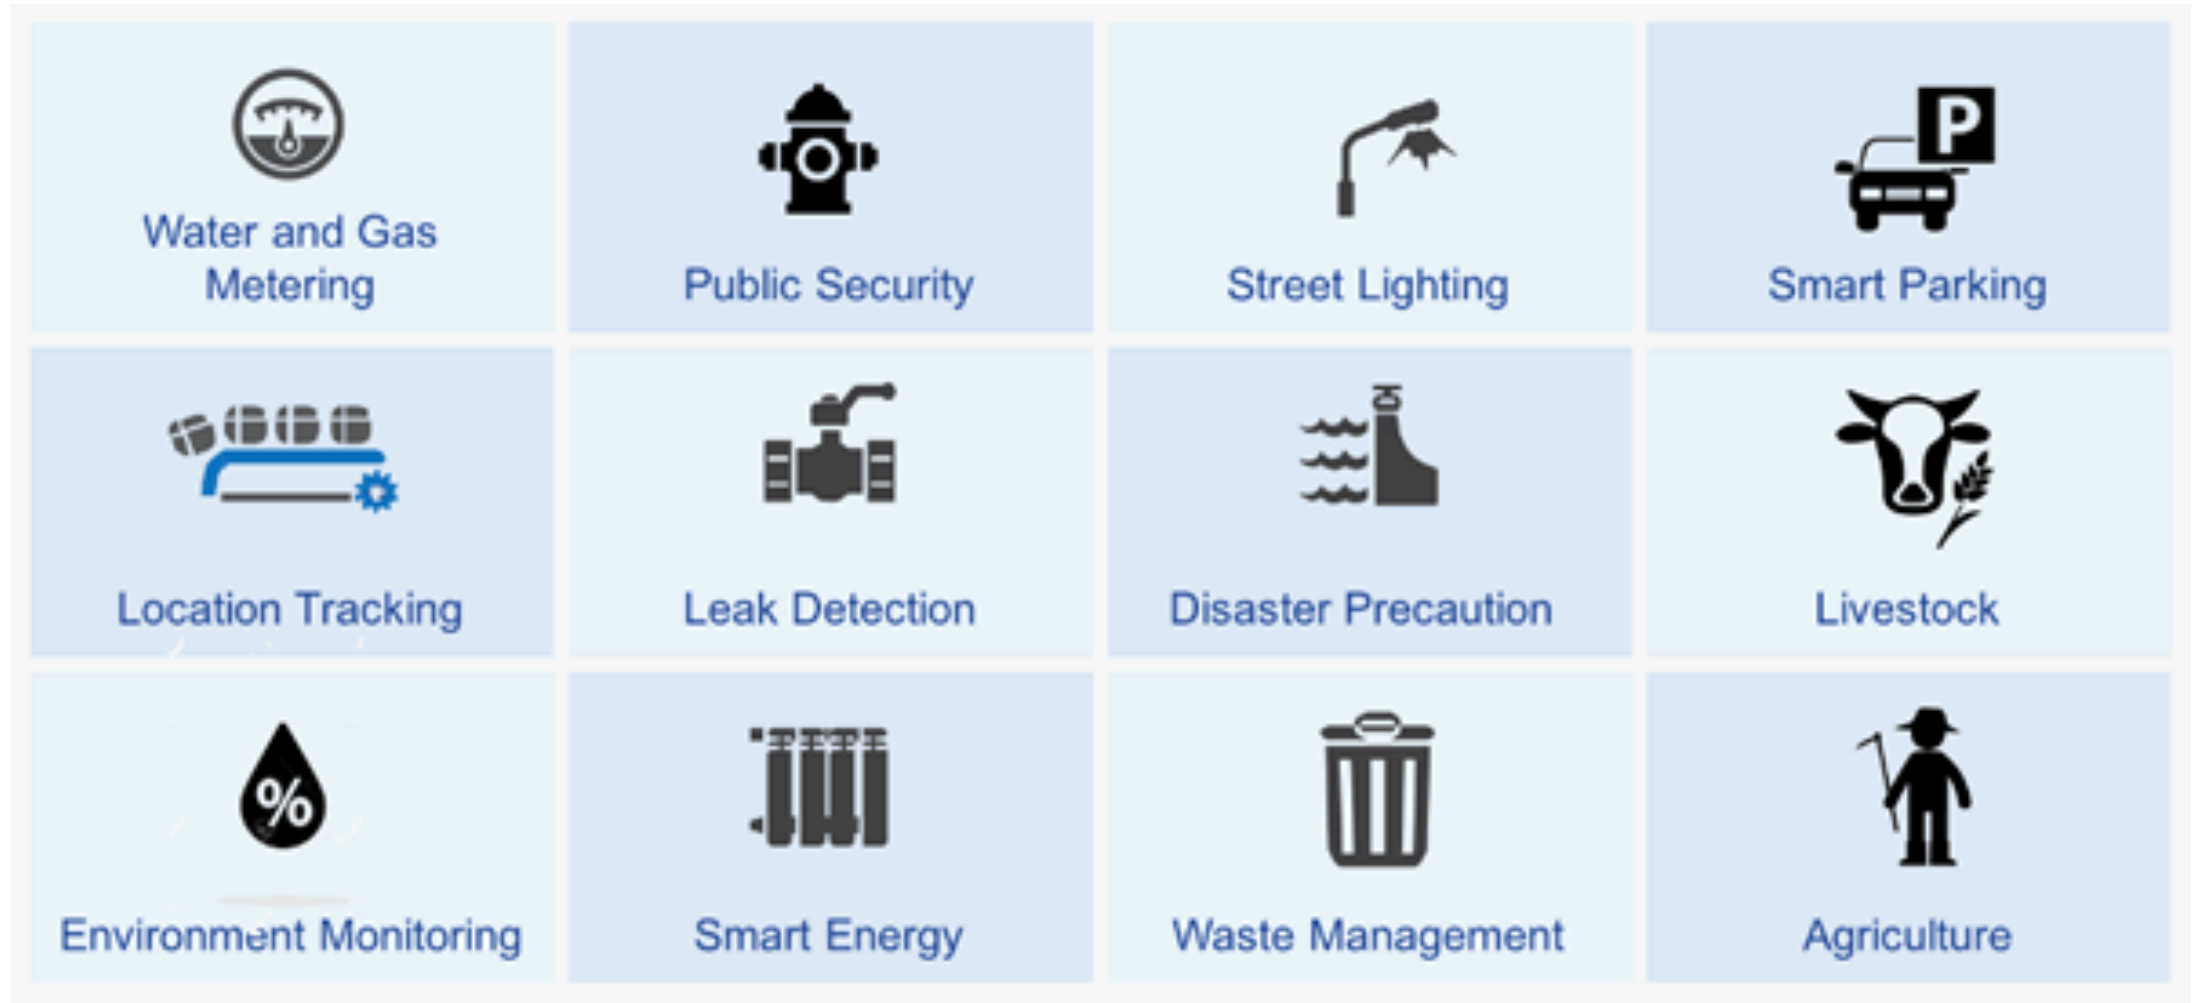 Water and Gas
Metering
Public Security
Street Lighting
P
Smart Parking
Location Tracking
Leak Detection
Disaster Precaution
Livestock
%
Environment Monitoring
Smart Energy
Waste Management
Agriculture